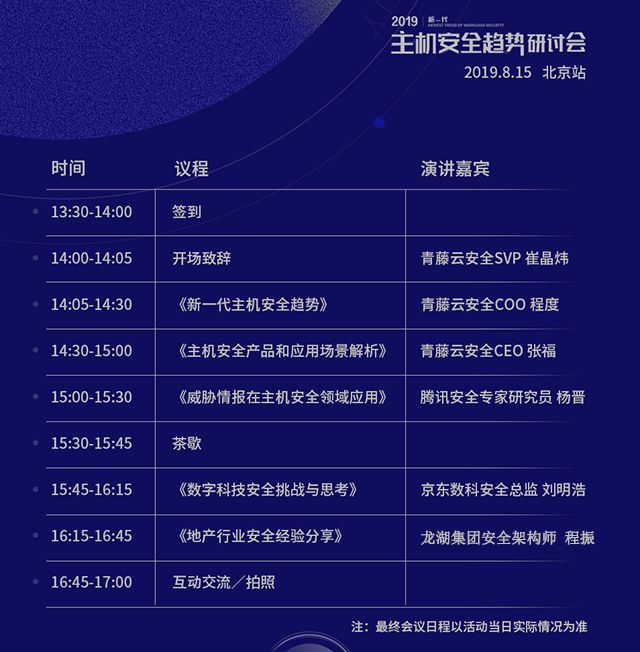 2019 新一代
NEWEST TREND OF WORKLOAD SECURITY
主机安全趋势研讨会
2019.8.15 北京站
时间 议程 演讲嘉宾
13:30-14:00 签到
14:00-14:05 开场致辞 青藤云安全SVP 崔晶炜
14:05-14:30 《新一代主机安全趋势》 青藤云安全COO 程度
14:30-15:00 《主机安全产品和应用场景解析》 青藤云安全CEO 张福
15:00-15:30 《威胁情报在主机安全领域应用》 腾讯安全专家研究员 杨晋
15:30-15:45 茶歇
15:45-16:15 《数字科技安全挑战与思考》 京东数科安全总监 刘明浩
16:15-16:45 《地产行业安全经验分享》 龙湖集团安全架构师 程振
16:45-17:00 互动交流／拍照
注：最终会议日程以活动当日实际情况为准